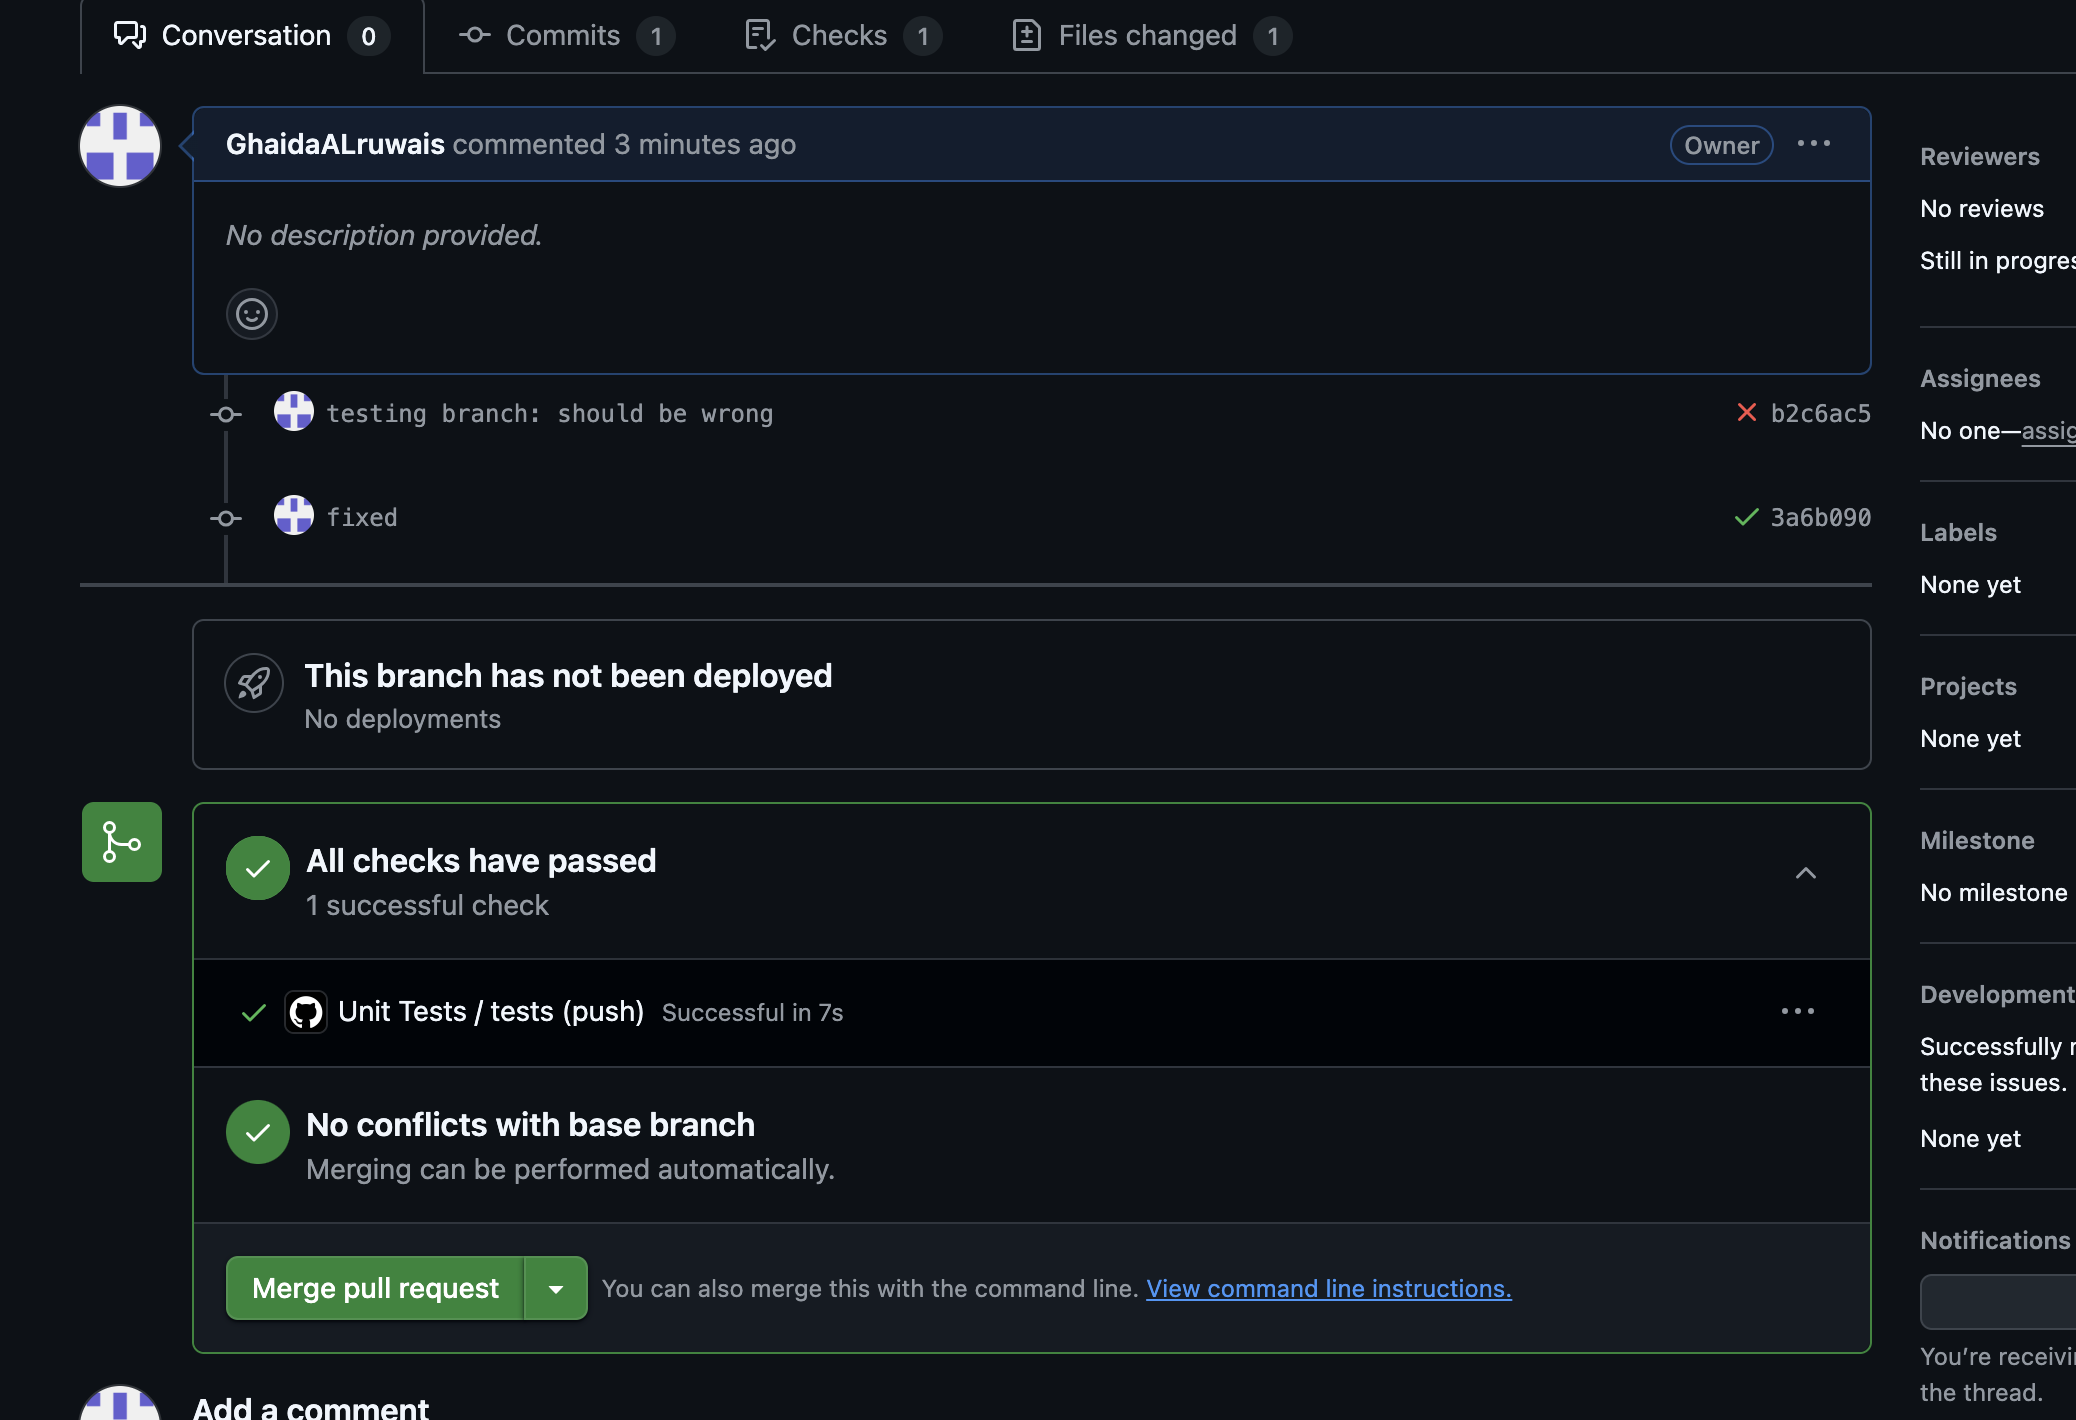 Conversation 0
Commits 1
Checks 1
Files changed 1
GhaidaALruwais commented 3 minutes ago
Owner
No description provided.
testing branch: should be wrong
b2c6ac5
fixed
3a6b090
This branch has not been deployed
No deployments
All checks have passed
1 successful check
Unit Tests / tests (push) Successful in 7s
No conflicts with base branch
Merging can be performed automatically.
Merge pull request
You can also merge this with the command line. View command line instructions.
Add a comment
Reviewers
No reviews
Still in progres
Assignees
No one—assig
Labels
None yet
Projects
None yet
Milestone
No milestone
Development
Successfully
these issues.
None yet
Notifications
You're receivi
the thread.